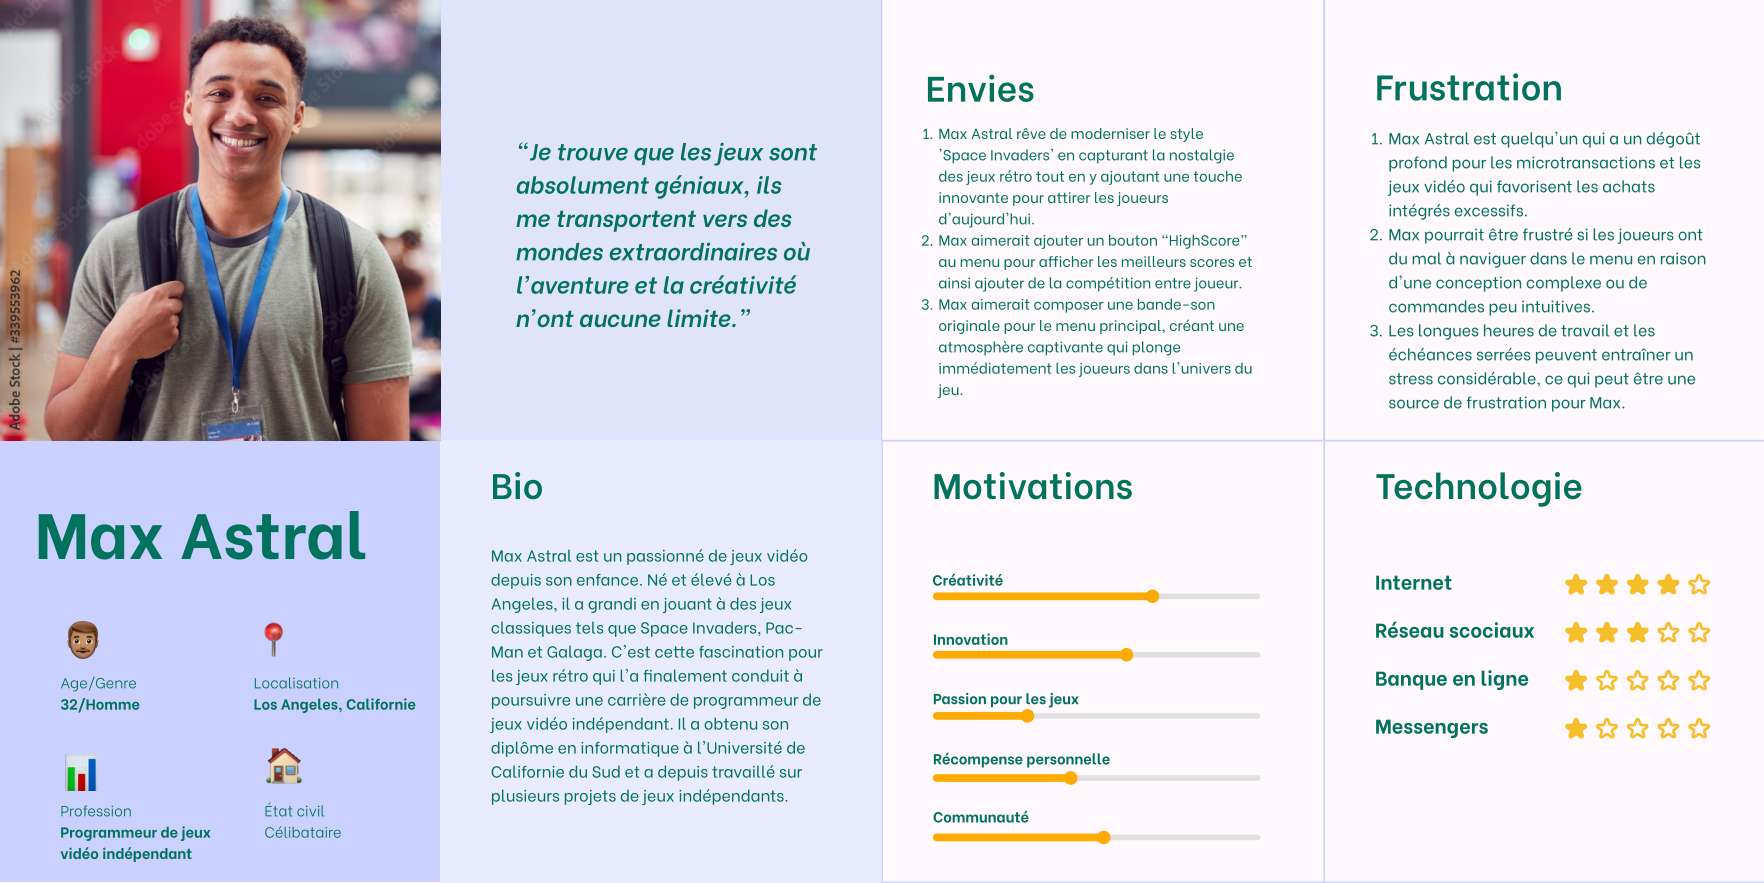 Adobe Stock | #339553962
“Je trouve que les jeux sont
absolument géniaux, ils
me transportent vers des
mondes extraordinaires où
l'aventure et la créativité
n'ont aucune limite.”
Envies
1. Max Astral rêve de moderniser le style
'Space Invaders' en capturant la nostalgie
des jeux rétro tout en y ajoutant une touche
innovante pour attirer les joueurs
d'aujourd'hui.
2. Max aimerait ajouter un bouton “HighScore”
au menu pour afficher les meilleurs scores et
ainsi ajouter de la compétition entre joueur.
3. Max aimerait composer une bande-son
originale pour le menu principal, créant une
atmosphère captivante qui plonge
immédiatement les joueurs dans l'univers du
jeu.
Frustration
1. Max Astral est quelqu'un qui a un dégoût
profond pour les microtransactions et les
jeux vidéo qui favorisent les achats
intégrés excessifs.
2. Max pourrait être frustré si les joueurs ont
du mal à naviguer dans le menu en raison
d'une conception complexe ou de
commandes peu intuitives.
3. Les longues heures de travail et les
échéances serrées peuvent entraîner un
stress considérable, ce qui peut être une
source de frustration pour Max.
Max Astral
Age/Genre
32/Homme
Localisation
Los Angeles, Californie
Profession
Programmeur de jeux
vidéo indépendant
État civil
Célibataire
Bio
Max Astral est un passionné de jeux vidéo
depuis son enfance. Né et élevé à Los
Angeles, il a grandi en jouant à des jeux
classiques tels que Space Invaders, Pac-
Man et Galaga. C'est cette fascination pour
les jeux rétro qui l'a finalement conduit à
poursuivre une carrière de programmeur de
jeux vidéo indépendant. Il a obtenu son
diplôme en informatique à l'Université de
Californie du Sud et a depuis travaillé sur
plusieurs projets de jeux indépendants.
Motivations
Créativité
Innovation
Passion pour les jeux
Récompense personnelle
Communauté
Technologie
Internet
Réseau scociaux
Banque en ligne
Messengers